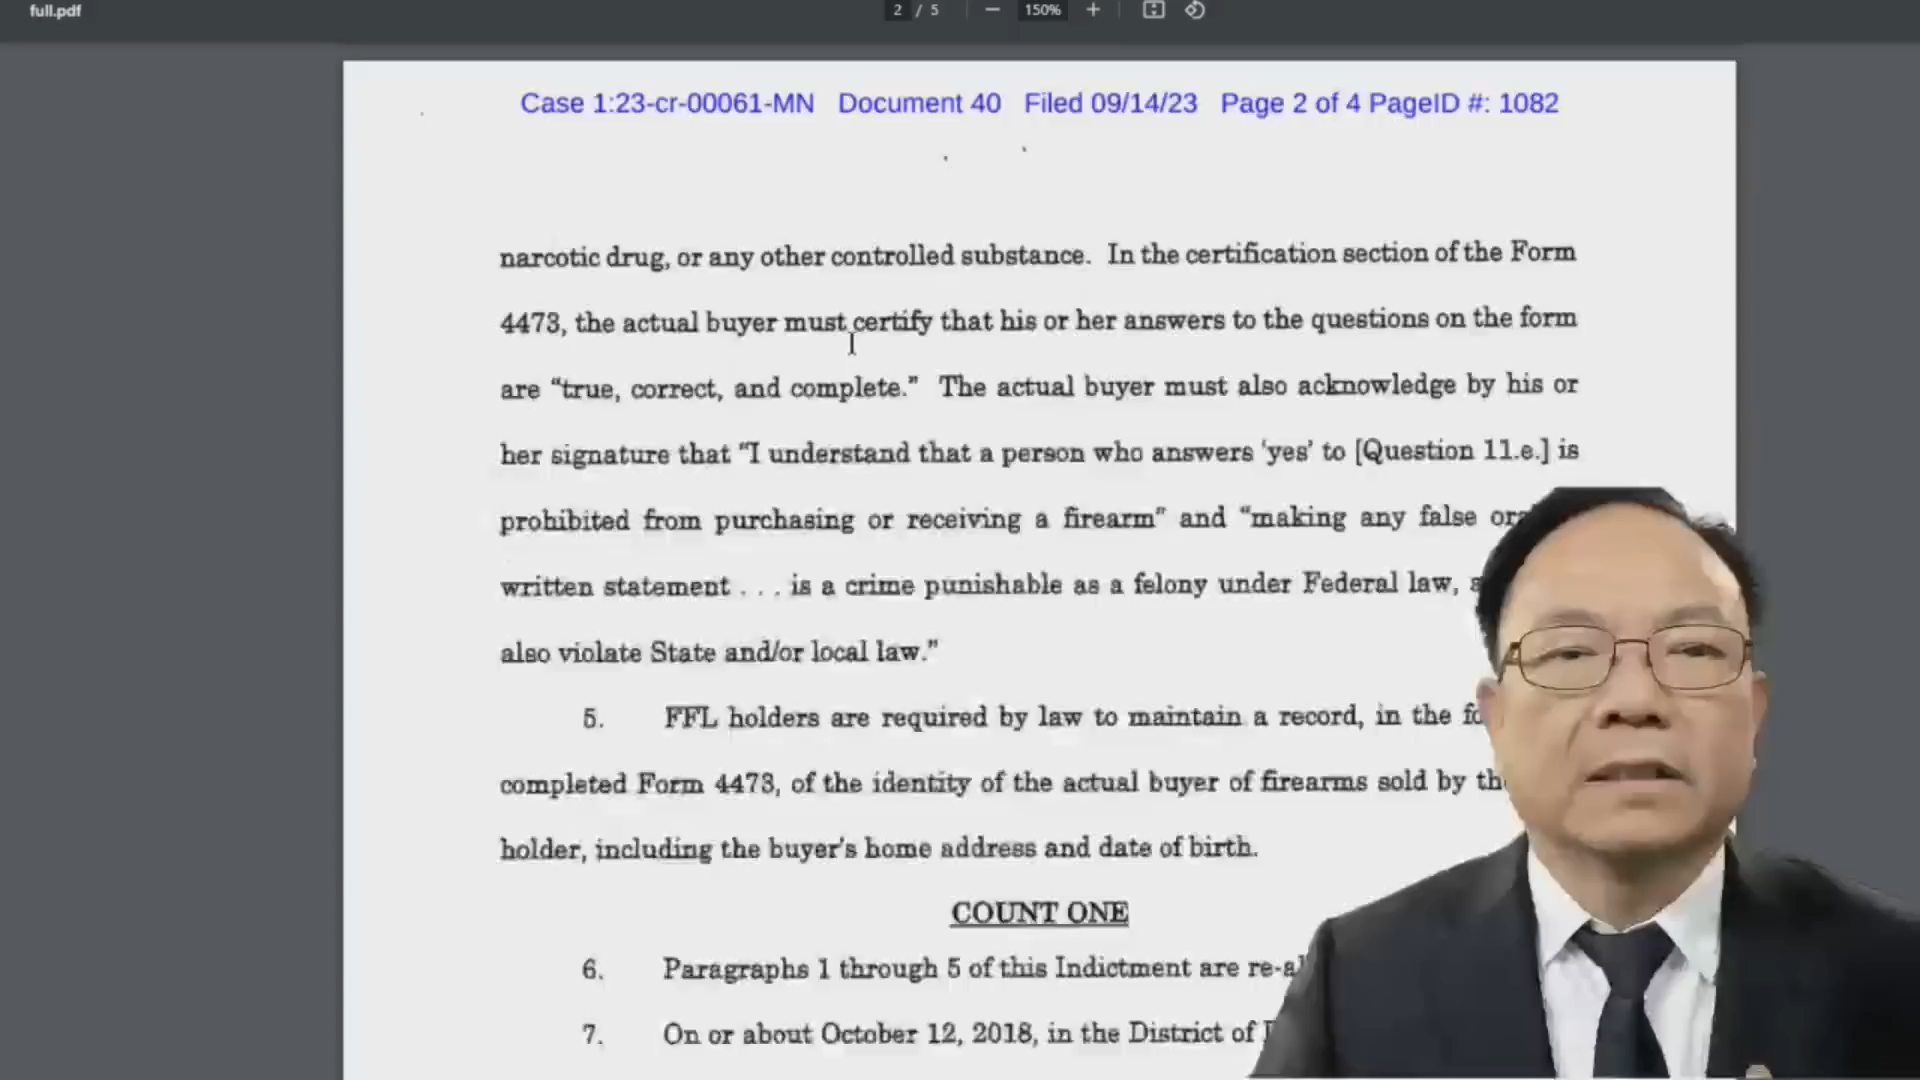 full.pdf
2 / 5
150%
Case 1:23-cr-00061-MN Document 40 Filed 09/14/23 Page 2 of 4 PageID #: 1082
narcotic drug, or any other controlled substance. In the certification section of the Form
4473, the actual buyer must certify that his or her answers to the questions on the form
are “true, correct, and complete.” The actual buyer must also acknowledge by his or
her signature that “I understand that a person who answers ‘yes’ to [Question 11.e.] is
prohibited from purchasing or receiving a firearm” and “making any false or
written statement . . . is a crime punishable as a felony under Federal law,
also violate State and/or local law.”
5. FFL holders are required by law to maintain a record, in the
completed Form 4473, of the identity of the actual buyer of firearms sold by
holder, including the buyer's home address and date of birth.
COUNT ONE
6. Paragraphs 1 through 5 of this Indictment are
7. On or about October 12, 2018, in the District of